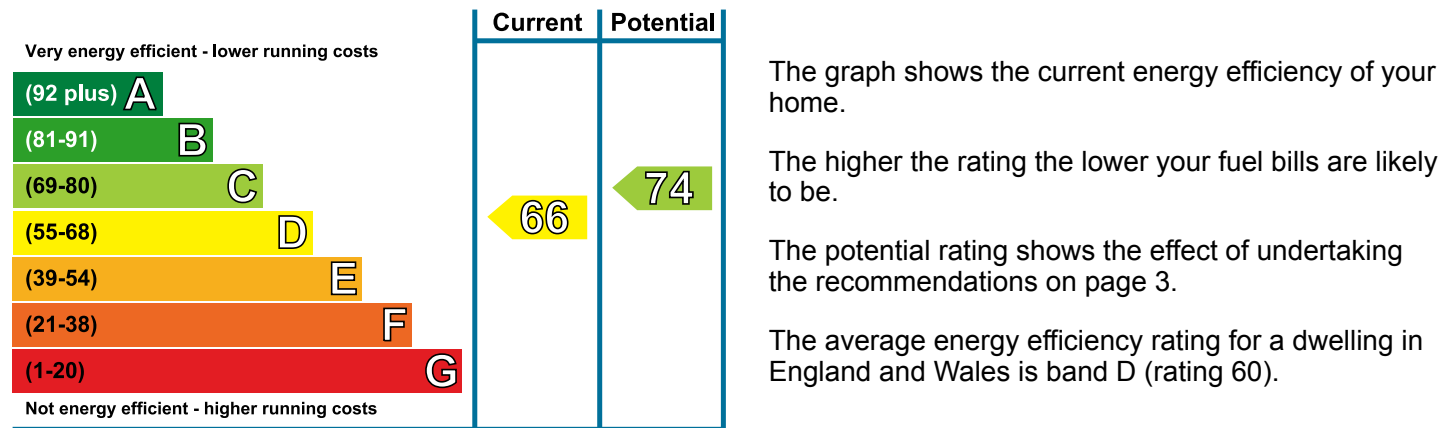 Current Potential
Very energy efficient - lower running costs
(92 plus) A
(81-91) B
(69-80) C
(55-68) D
(39-54) E
(21-38) F
(1-20) G
Not energy efficient - higher running costs
66
74
The graph shows the current energy efficiency of your
home.
The higher the rating the lower your fuel bills are likely
to be.
The potential rating shows the effect of undertaking
the recommendations on page 3.
The average energy efficiency rating for a dwelling in
England and Wales is band D (rating 60).